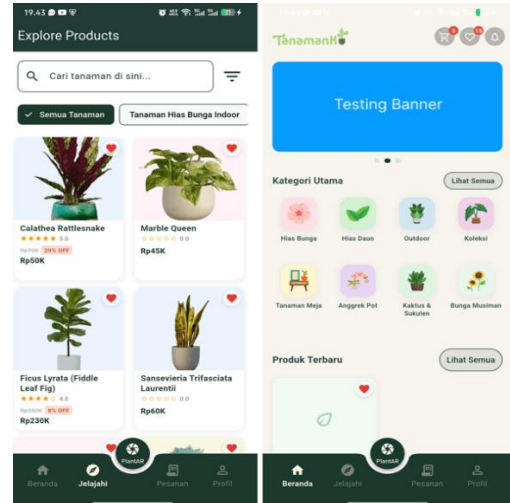 19.43
Explore Products
Cari tanaman di sini...
Semua Tanaman
Tanaman Hias Bunga Indoor
Calathea Rattlesnake
5.0
29% OFF
Rp50K
Marble Queen
0.0
Rp45K
Ficus Lyrata (Fiddle
Leaf Fig)
4.0
8% OFF
Rp230K
Sansevieria Trifasciata
Laurentii
0.0
Rp60K
PlantAR
Beranda
Jelajahi
Pesanan
Profil
TanamanKu
Testing Banner
Kategori Utama
Lihat Semua
Hias Bunga
Hias Daun
Outdoor
Koleksi
Tanaman Meja
Anggrek Pot
Kaktus &
Sukulen
Bunga Musiman
Produk Terbaru
Lihat Semua
PlantAR
Beranda
Jelajahi
Pesanan
Profil